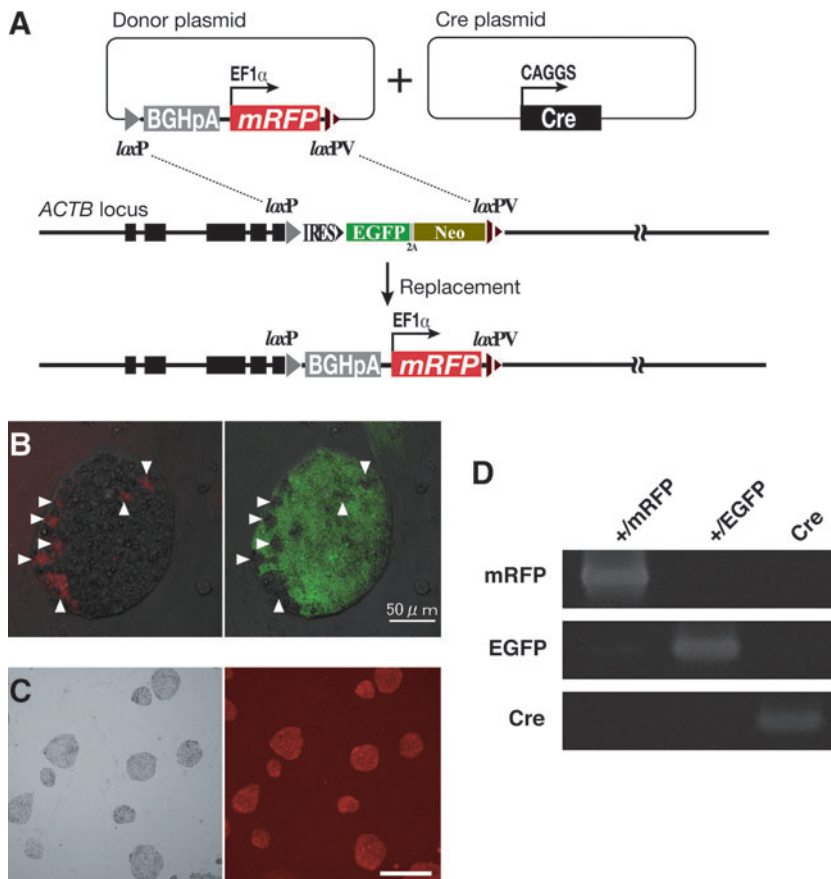 A
Donor plasmid
Cre plasmid
EF1α
CAGGS
BGHpA
mRFP
+
Cre
loxP
loxPV
loxP
loxPV
ACTB locus
IRES
EGFP
Neo
2A
Replacement
EF1α
loxP
loxPV
BGHpA
mRFP
B
50 μm
C
D
+/mRFP
+/EGFP
Cre
mRFP
EGFP
Cre